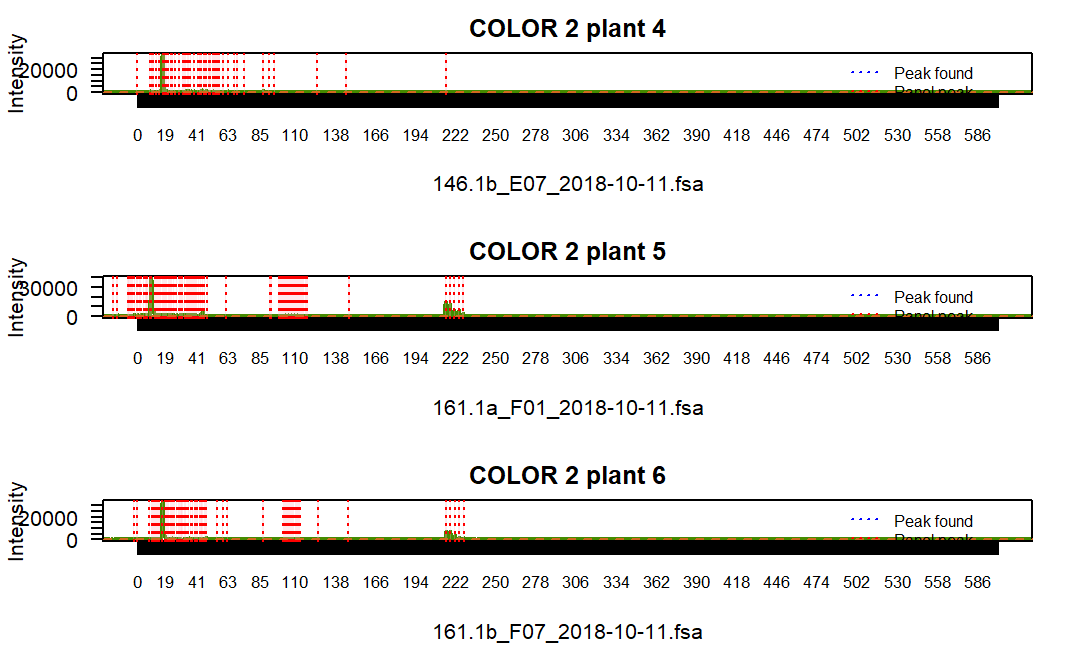 COLOR 2 plant 4
Intensity
20000
0
Peak found
Panel peak
0 19 41 63 85 110 138 166 194 222 250 278 306 334 362 390 418 446 474 502 530 558 586
146.1b_E07_2018-10-11.fsa
COLOR 2 plant 5
Intensity
30000
0
Peak found
Panel peak
0 19 41 63 85 110 138 166 194 222 250 278 306 334 362 390 418 446 474 502 530 558 586
161.1a_F01_2018-10-11.fsa
COLOR 2 plant 6
Intensity
20000
0
Peak found
Panel peak
0 19 41 63 85 110 138 166 194 222 250 278 306 334 362 390 418 446 474 502 530 558 586
161.1b_F07_2018-10-11.fsa